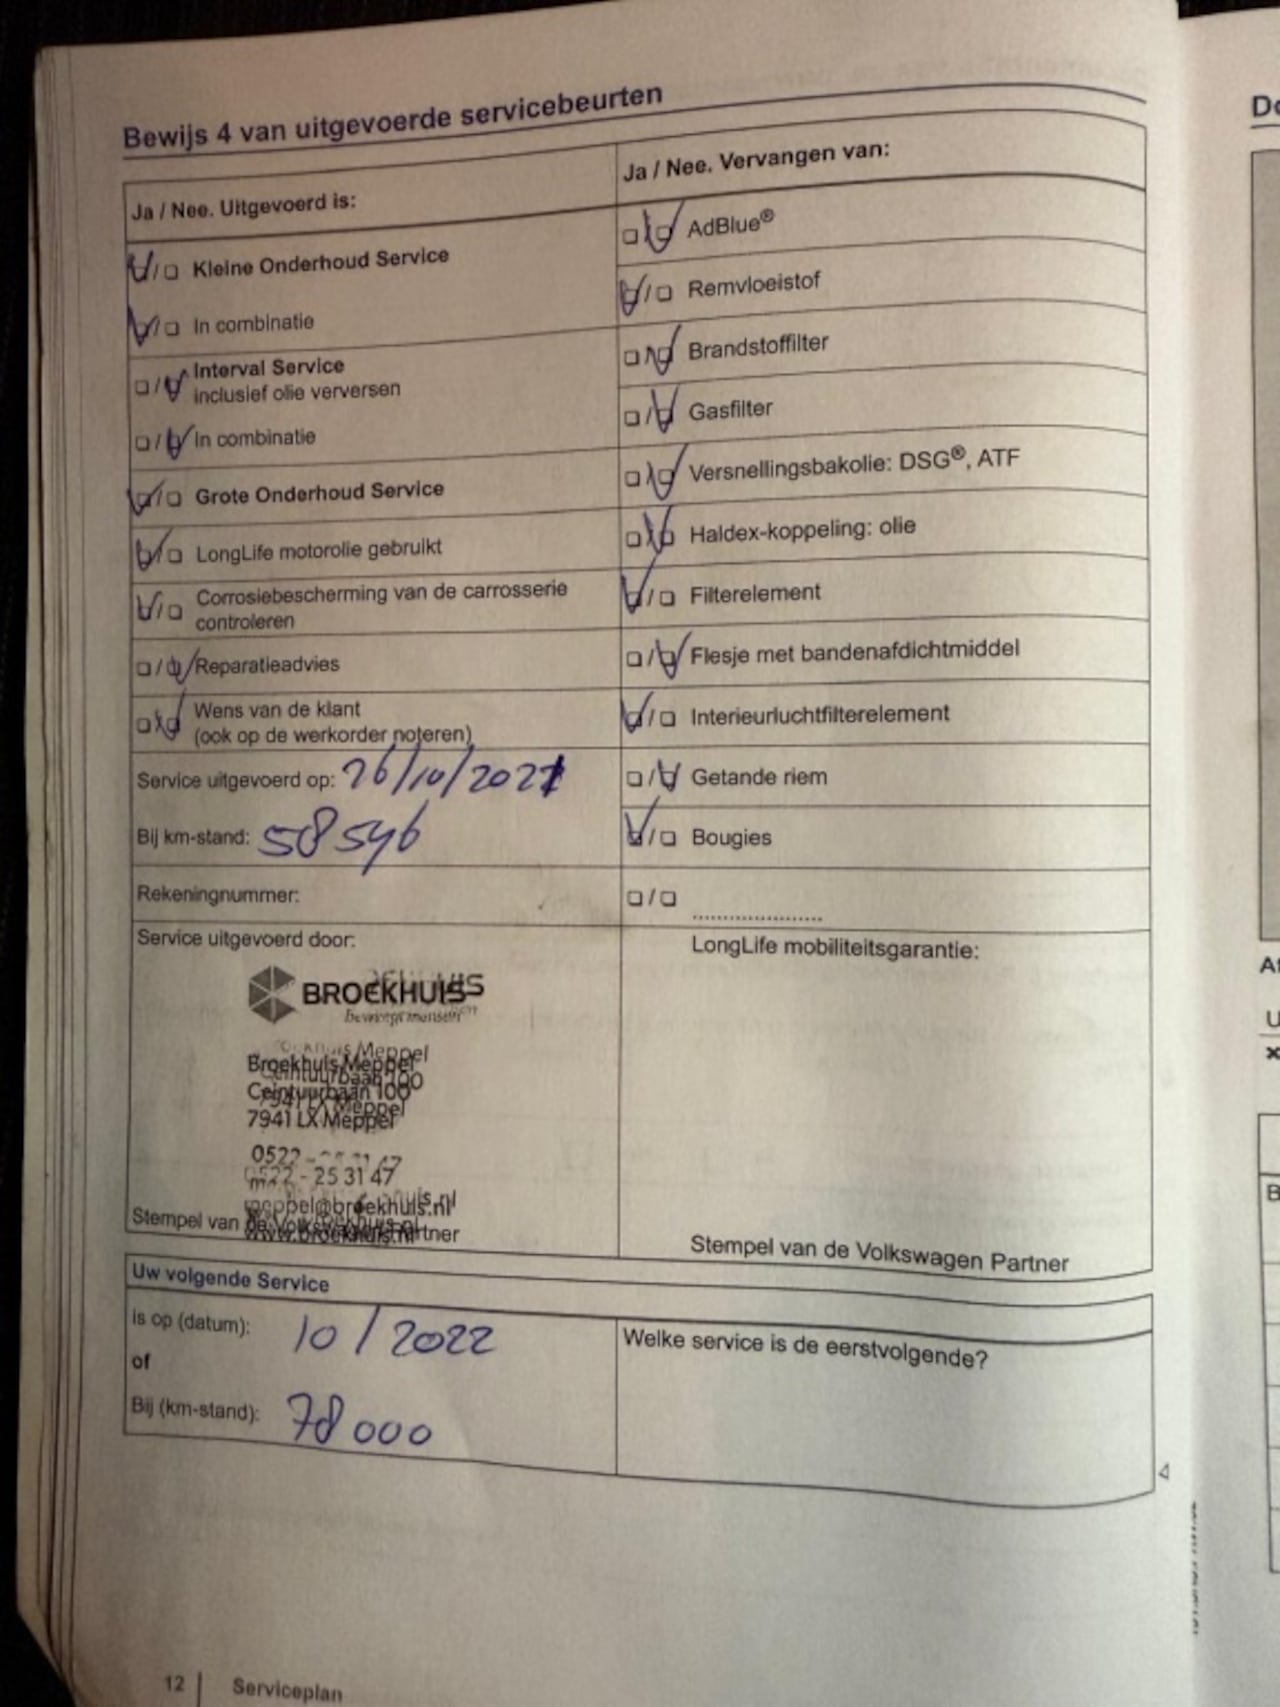 Bewijs 4 van uitgevoerde servicebeurten
Ja / Nee. Uitgevoerd is:
Kleine Onderhoud Service
In combinatie
Interval Service
inclusief olie verversen
In combinatie
Grote Onderhoud Service
LongLife motorolie gebruikt
Corrosiebescherming van de carrosserie
controleren
Reparatieadvies
Wens van de klant
(ook op de werkorder noteren)
Service uitgevoerd op: 26/10/2021
Bij km-stand: 58546
Rekeningnummer:
Service uitgevoerd door:
BROEKHUIS
Broekhuis Meppel
Ceintuurbaan 100
7941 LX Meppel
0522 - 25 31 47
meppel@broekhuis.nl
www.broekhuis.nl
Stempel van de Volkswagen Partner
Ja / Nee. Vervangen van:
AdBlue®
Remvloeistof
Brandstoffilter
Gasfilter
Versnellingsbakolie: DSG®, ATF
Haldex-koppeling: olie
Filterelement
Flesje met bandenafdichtmiddel
Interieurluchtfilterelement
Getande riem
Bougies
LongLife mobiliteitsgarantie:
Stempel van de Volkswagen Partner
Uw volgende Service
is op (datum): 10/2022
of
Bij (km-stand): 78000
Welke service is de eerstvolgende?
12 | Serviceplan